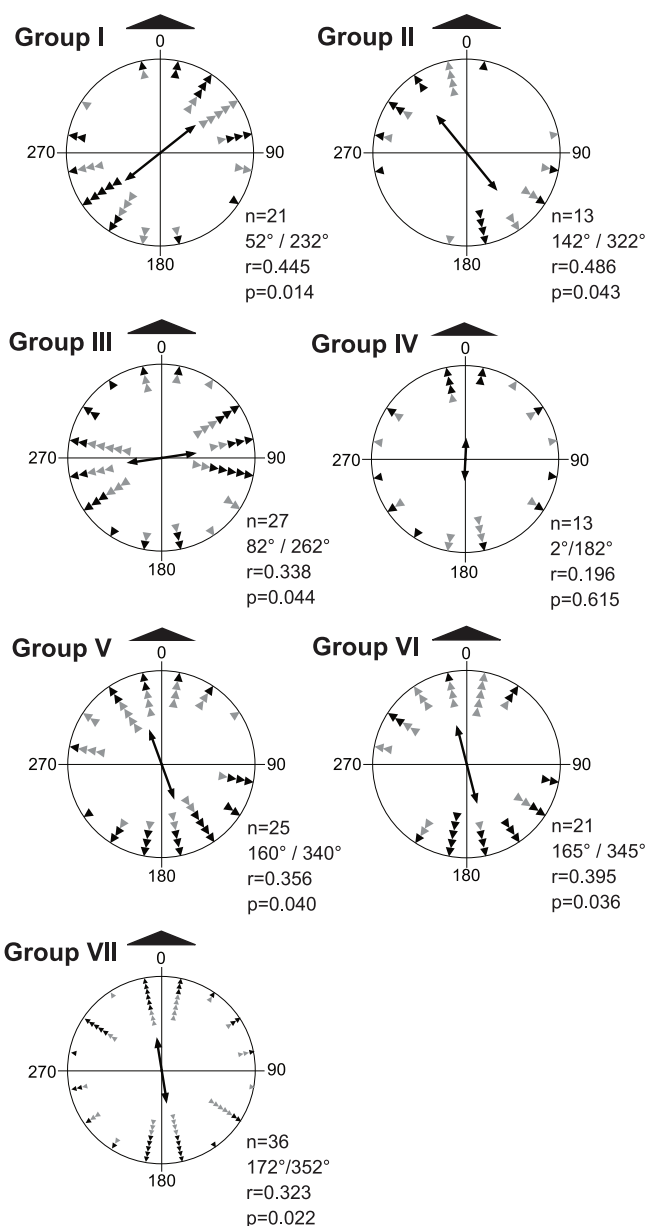 Group I
0
270
90
180
n=21
52° / 232°
r=0.445
p=0.014
Group II
0
270
90
180
n=13
142° / 322°
r=0.486
p=0.043
Group III
0
270
90
180
n=27
82° / 262°
r=0.338
p=0.044
Group IV
0
270
90
180
n=13
2°/182°
r=0.196
p=0.615
Group V
0
270
90
180
n=25
160° / 340°
r=0.356
p=0.040
Group VI
0
270
90
180
n=21
165° / 345°
r=0.395
p=0.036
Group VII
0
270
90
180
n=36
172°/352°
r=0.323
p=0.022